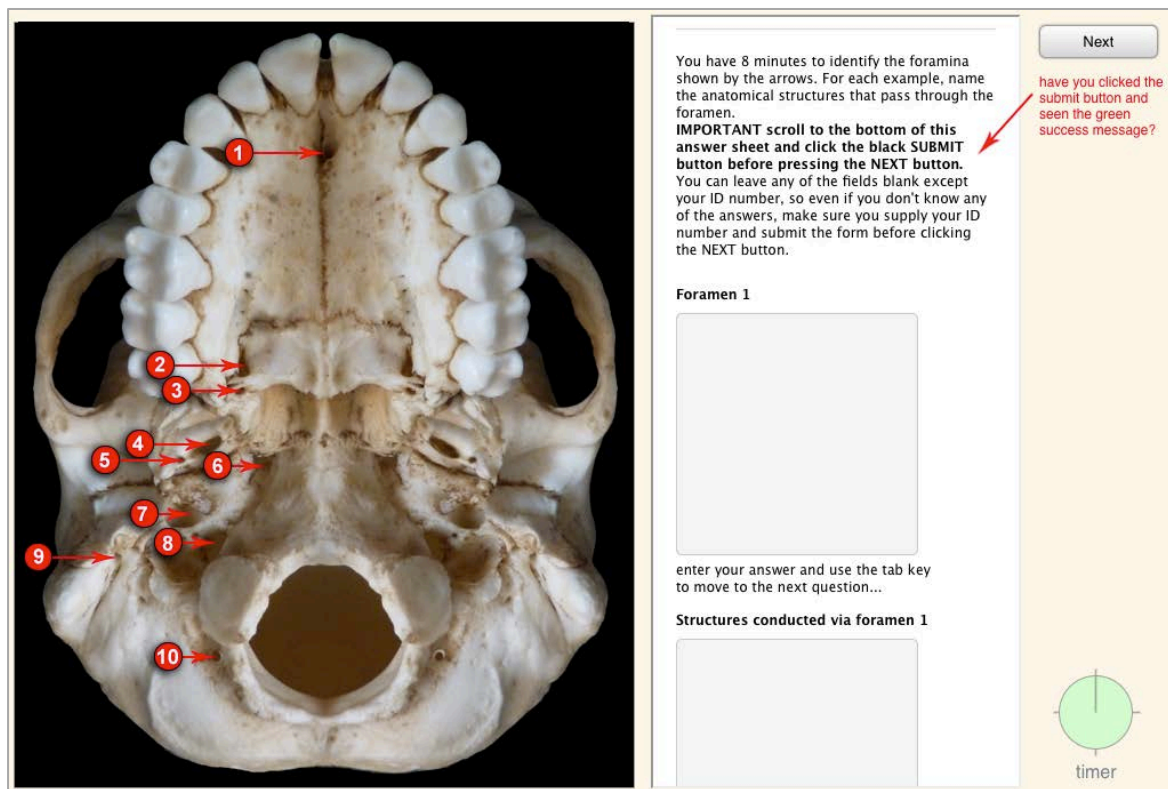 1
2
3
4
5
6
7
8
9
10
You have 8 minutes to identify the foramina
shown by the arrows. For each example, name
the anatomical structures that pass through the
foramen.
IMPORTANT scroll to the bottom of this
answer sheet and click the black SUBMIT
button before pressing the NEXT button.
You can leave any of the fields blank except
your ID number, so even if you don't know any
of the answers, make sure you supply your ID
number and submit the form before clicking
the NEXT button.
Foramen 1
enter your answer and use the tab key
to move to the next question...
Structures conducted via foramen 1
Next
have you clicked the
submit button and
seen the green
success message?
timer